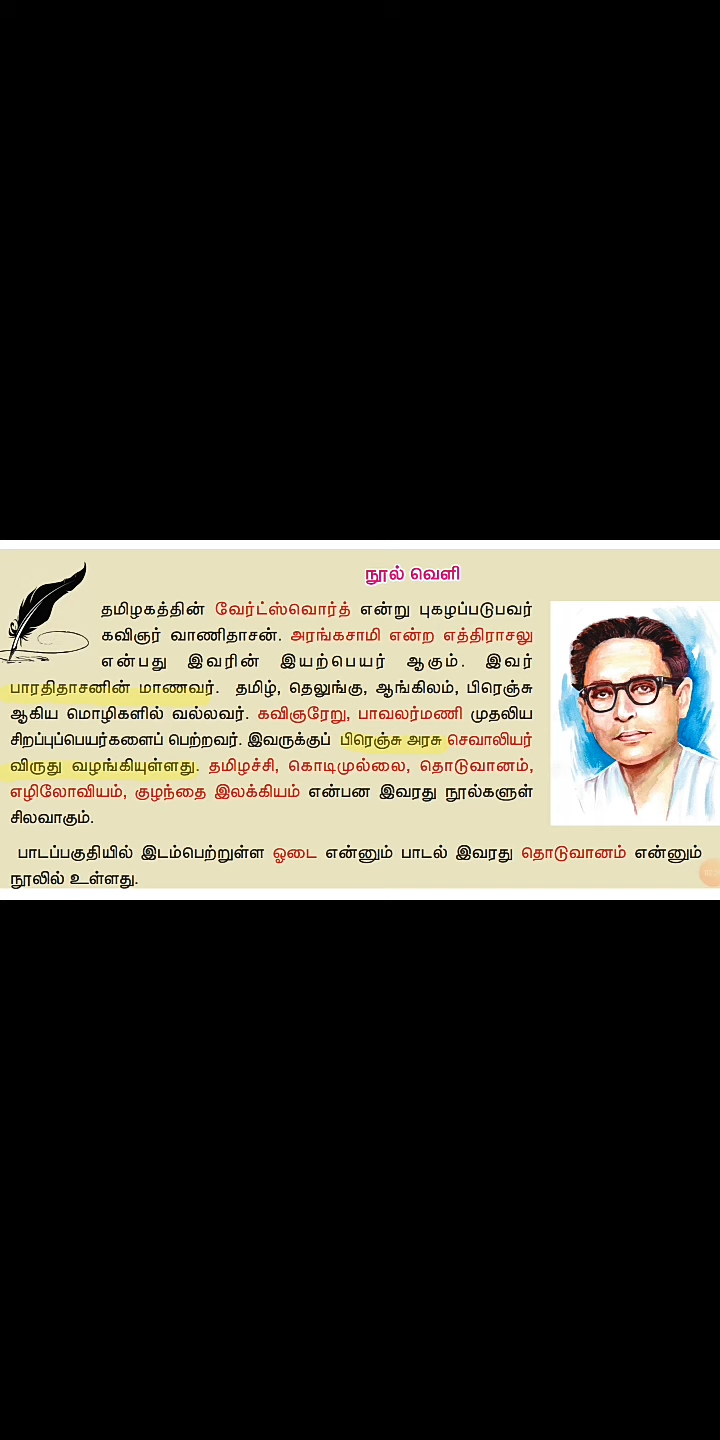 நூல் வெளி
தமிழகத்தின் வேர்ட்ஸ்வொர்த் என்று புகழப்படுபவர்
கவிஞர் வாணிதாசன். அரங்கசாமி என்ற எத்திராசலு
என்பது இவரின் இயற்பெயர் ஆகும். இவர்
பாரதிதாசனின் மாணவர். தமிழ், தெலுங்கு, ஆங்கிலம், பிரெஞ்சு
ஆகிய மொழிகளில் வல்லவர். கவிஞரேறு, பாவலர்மணி முதலிய
சிறப்புப்பெயர்களைப் பெற்றவர். இவருக்குப் பிரெஞ்சு அரசு செவாலியர்
விருது வழங்கியுள்ளது. தமிழச்சி, கொடிமுல்லை, தொடுவானம்,
எழிலோவியம், குழந்தை இலக்கியம் என்பன இவரது நூல்களுள்
சிலவாகும்.
பாடப்பகுதியில் இடம்பெற்றுள்ள ஓடை என்னும் பாடல் இவரது தொடுவானம் என்னும்
நூலில் உள்ளது.